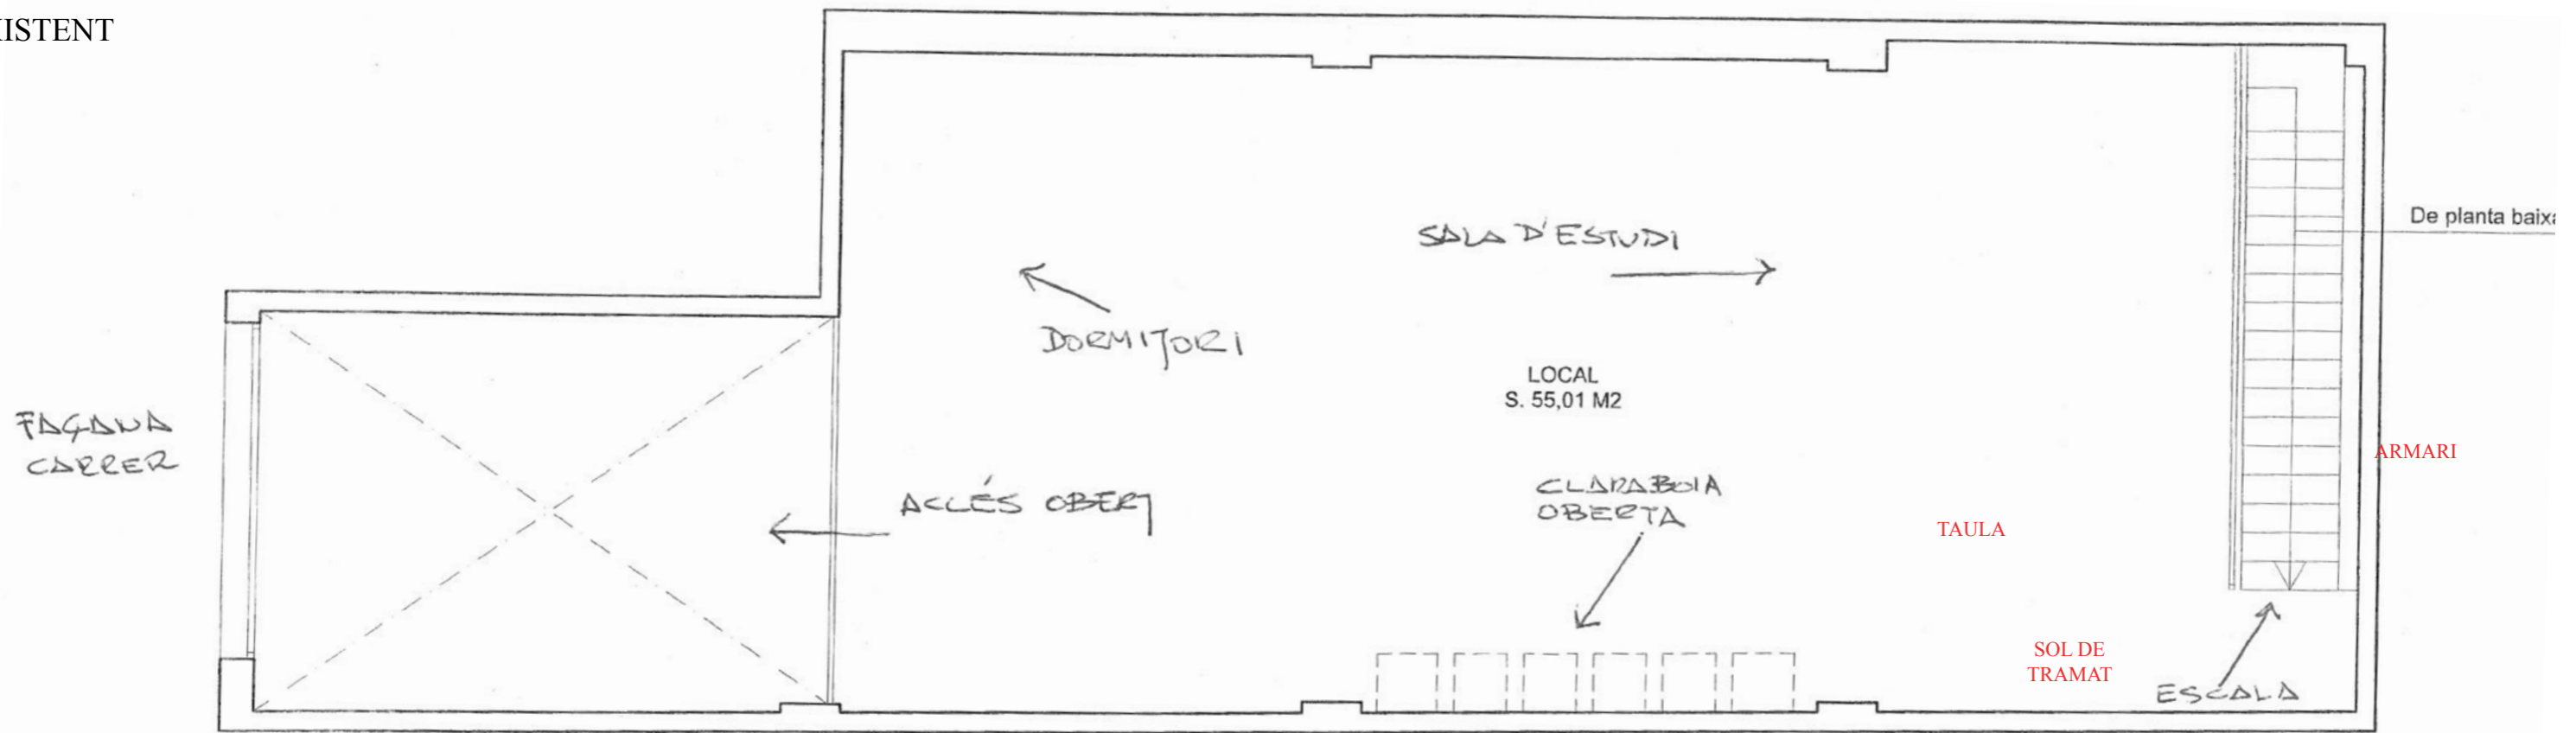 XISTENT
De planta baixa
SALA D'ESTUDI
DORMITORI
LOCAL
S. 55,01 M2
FAÇANA
CARRER
ARMARI
ACCÉS OBERT
CLARABOIA
OBERTA
TAULA
SOL DE
TRAMAT
ESCALA